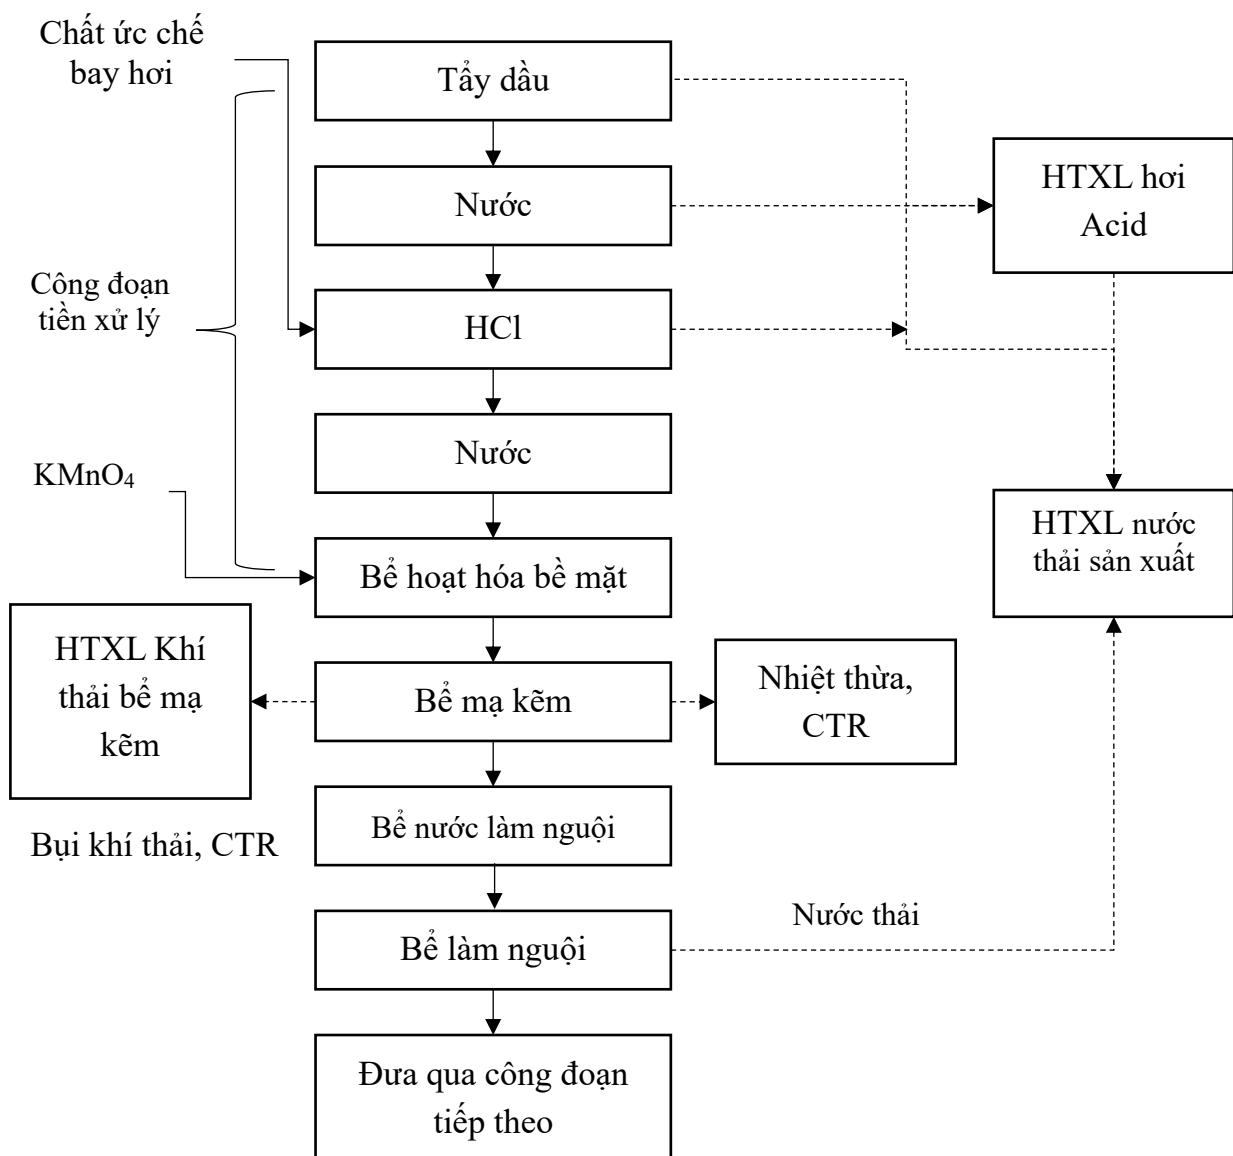 Chất ức chế
bay hơi
Tẩy dầu
Nước
HTXL hơi
Acid
Công đoạn
tiền xử lý
HCl
Nước
KMnO₄
HTXL nước
thải sản xuất
Bể hoạt hóa bề mặt
HTXL Khí
thải bể mạ
kẽm
Bể mạ kẽm
Nhiệt thừa,
CTR
Bể nước làm nguội
Bụi khí thải, CTR
Nước thải
Bể làm nguội
Đưa qua công đoạn
tiếp theo